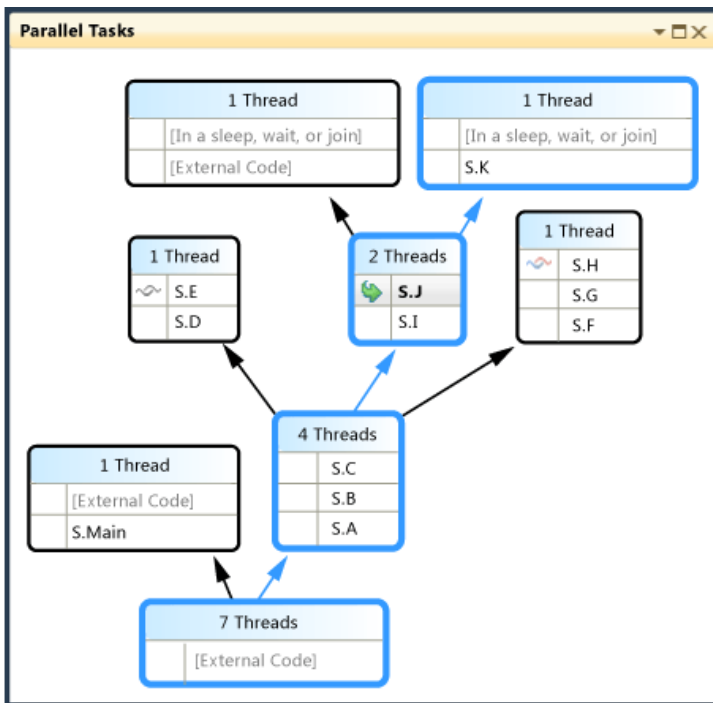 Parallel Tasks
1 Thread
[In a sleep, wait, or join]
[External Code]
1 Thread
[In a sleep, wait, or join]
S.K
1 Thread
S.E
S.D
2 Threads
S.J
S.I
1 Thread
S.H
S.G
S.F
4 Threads
S.C
S.B
S.A
1 Thread
[External Code]
S.Main
7 Threads
[External Code]